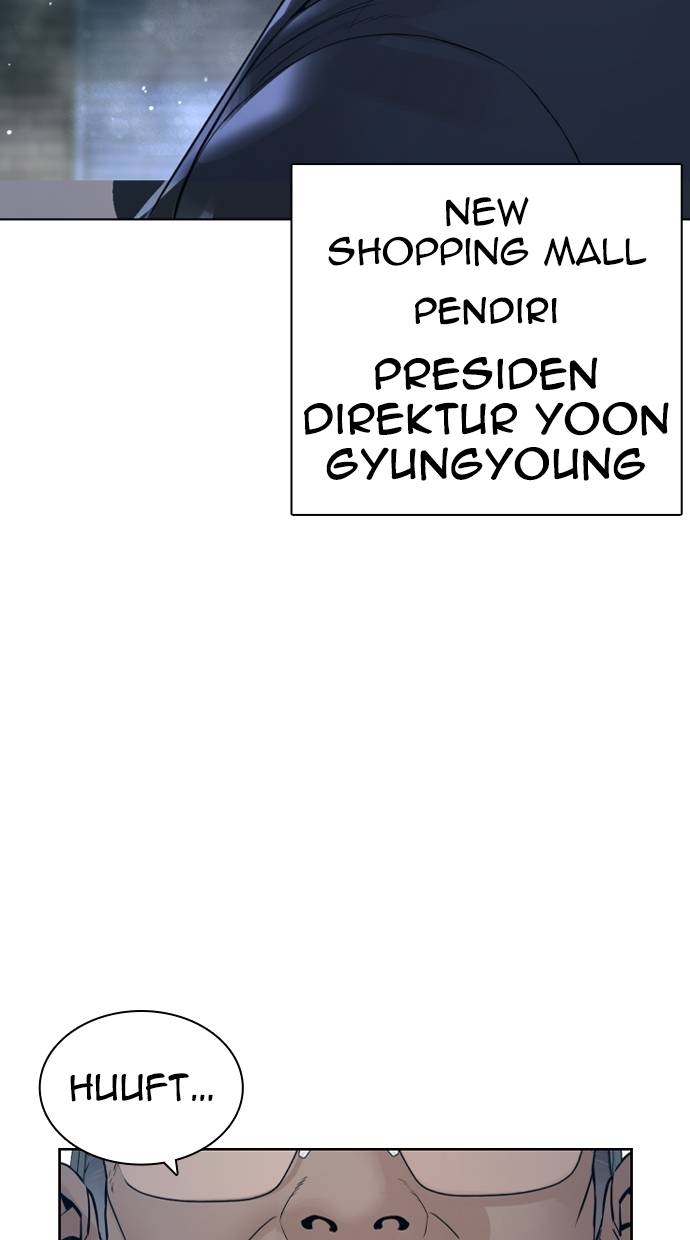 NEW
SHOPPING MALL
PENDIRI
PRESIDEN
DIREKTUR YOON
GYUNGYOUNG
HUUFT...